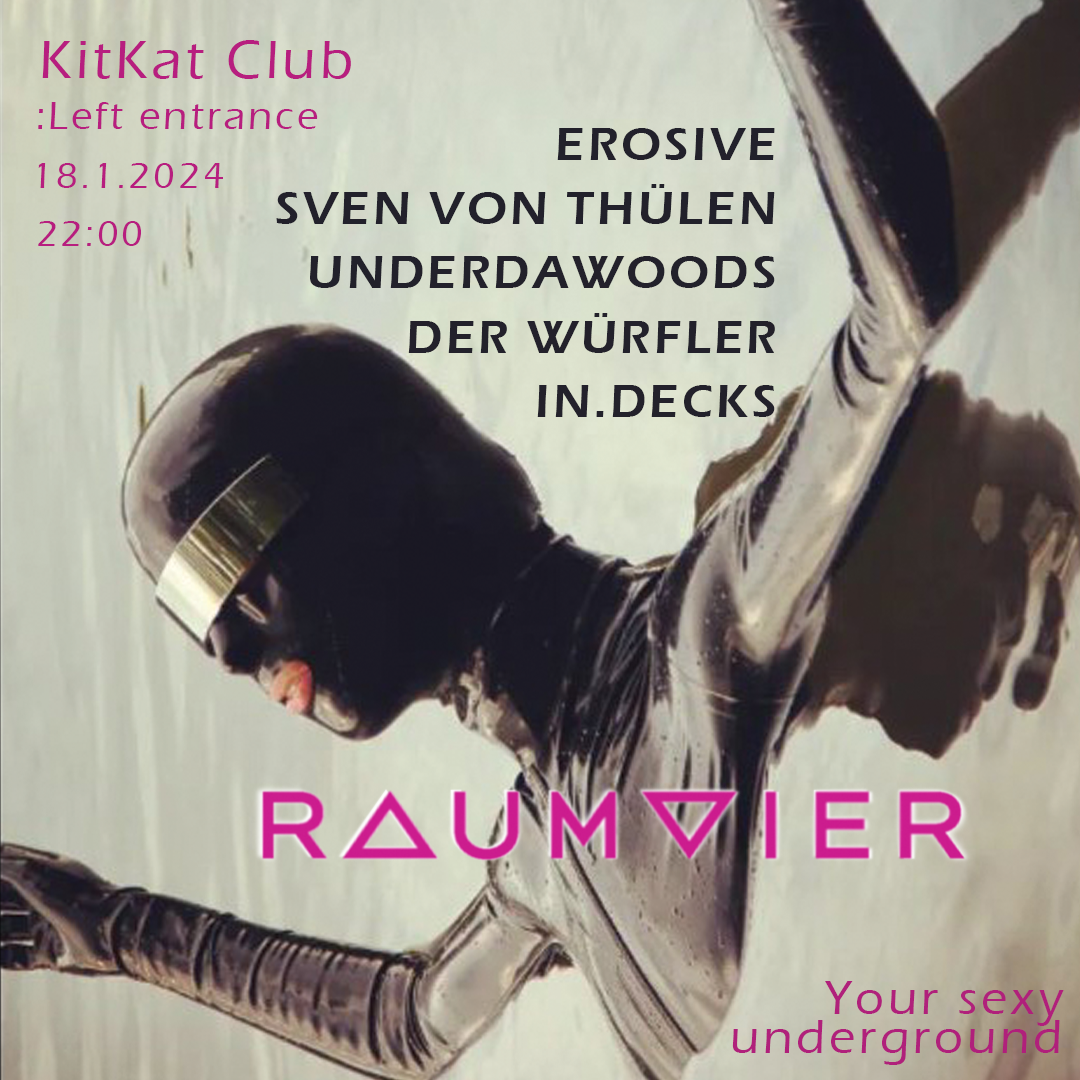 KitKat Club
:Left entrance
18.1.2024
22:00
EROSIVE
SVEN VON THÜLEN
UNDERDAWOODS
DER WÜRFLER
IN.DECKS
RAUMVIER
Your sexy
underground